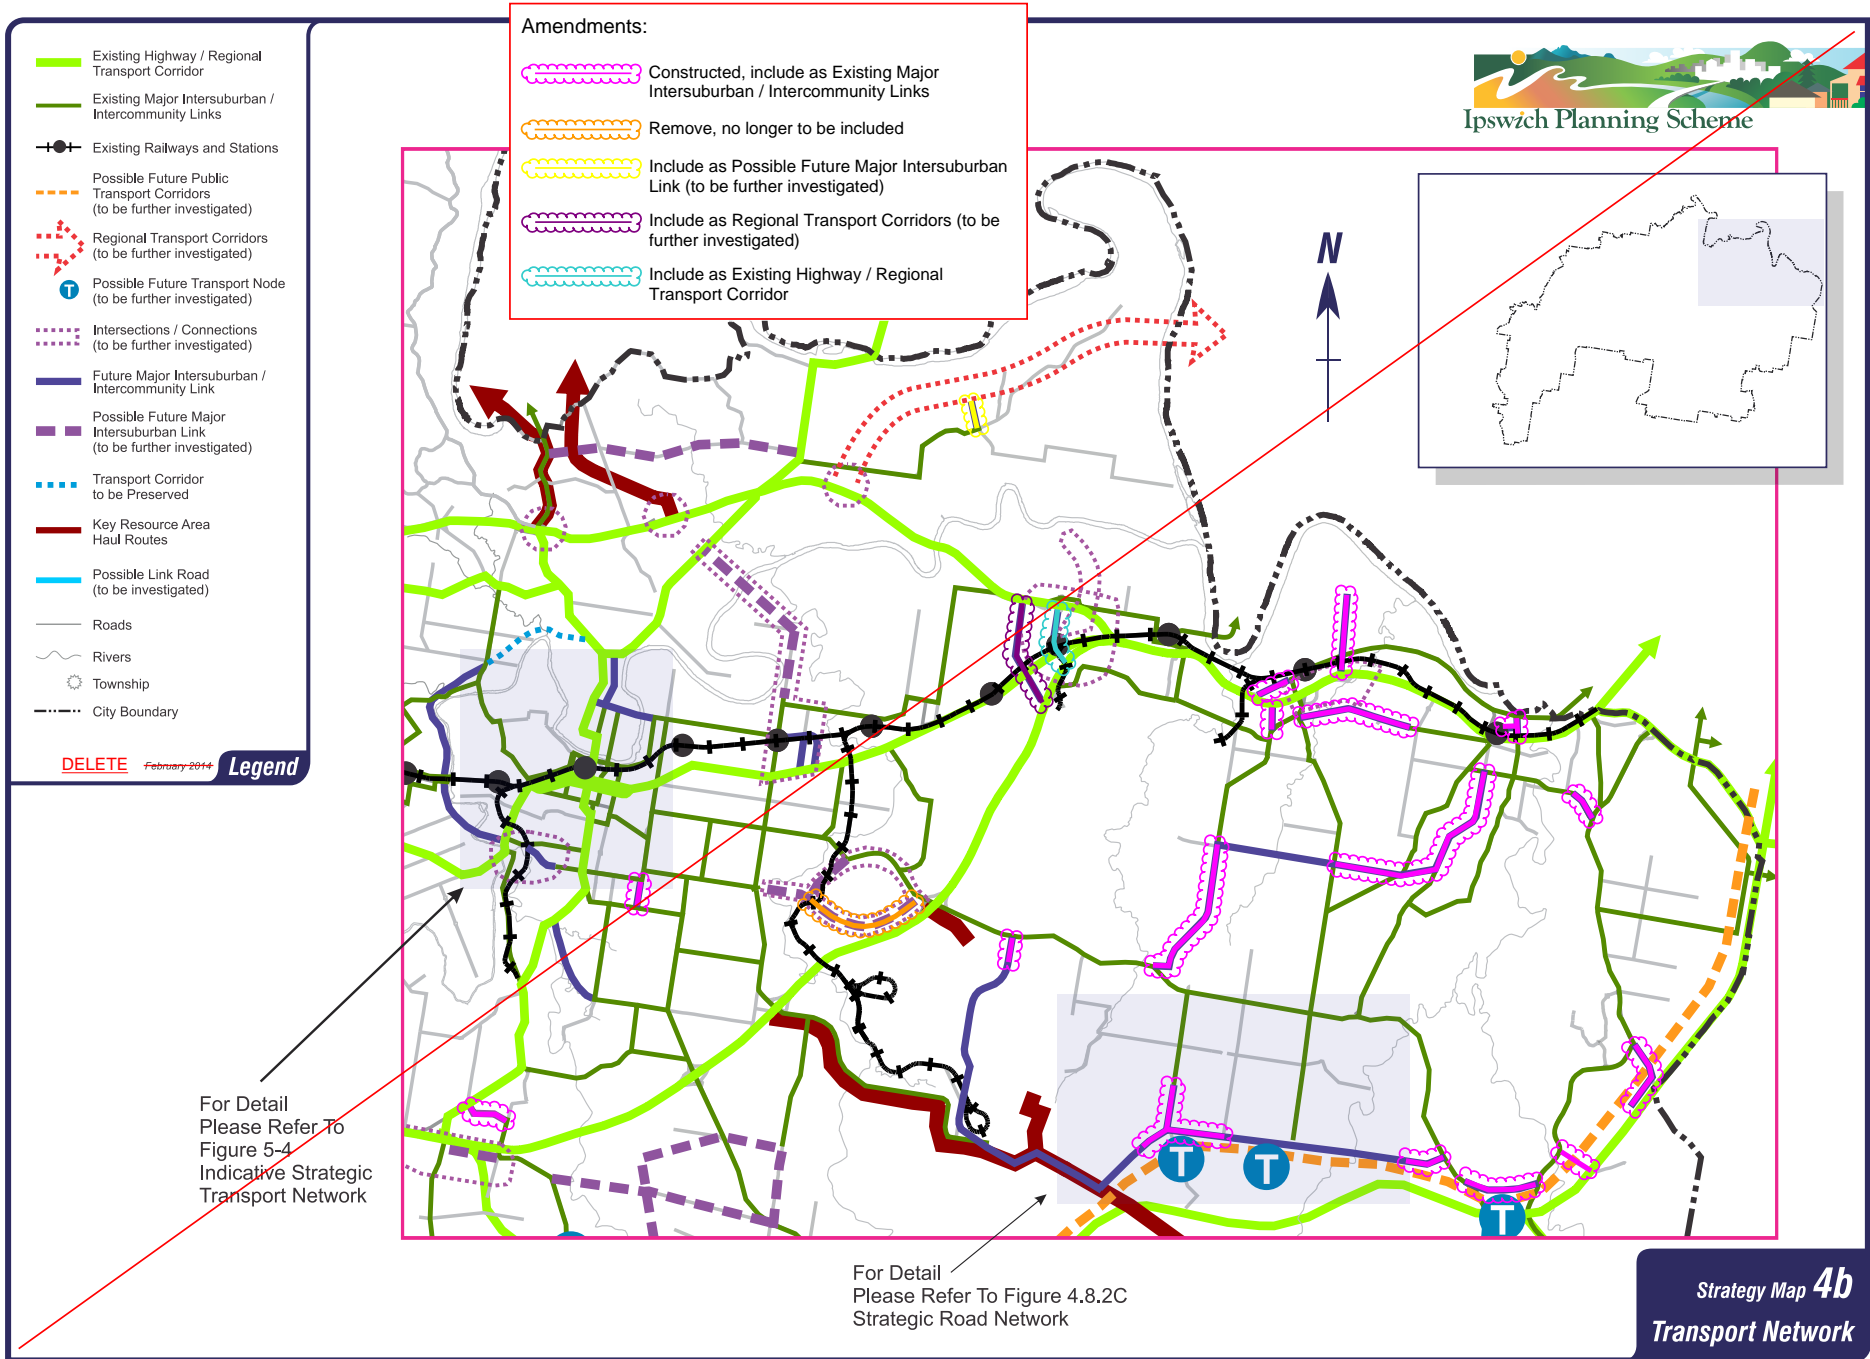 Existing Highway / Regional
Transport Corridor
Existing Major Intersuburban /
Intercommunity Links
Existing Railways and Stations
Possible Future Public
Transport Corridors
(to be further investigated)
Regional Transport Corridors
(to be further investigated)
T
Possible Future Transport Node
(to be further investigated)
Intersections / Connections
(to be further investigated)
Future Major Intersuburban /
Intercommunity Link
Possible Future Major
Intersuburban Link
(to be further investigated)
Transport Corridor
to be Preserved
Key Resource Area
Haul Routes
Possible Link Road
(to be investigated)
Roads
Rivers
Township
City Boundary
DELETE February 2014 Legend
Amendments:
Constructed, include as Existing Major
Intersuburban / Intercommunity Links
Remove, no longer to be included
Include as Possible Future Major Intersuburban
Link (to be further investigated)
Include as Regional Transport Corridors (to be
further investigated)
Include as Existing Highway / Regional
Transport Corridor
Ipswich Planning Scheme
N
T
T
T
For Detail
Please Refer To
Figure 5-4
Indicative Strategic
Transport Network
For Detail
Please Refer To Figure 4.8.2C
Strategic Road Network
Strategy Map 4b
Transport Network